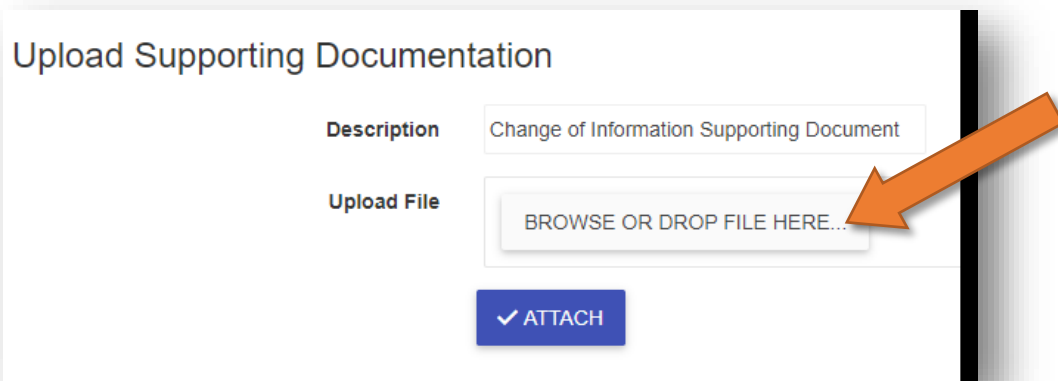 Upload Supporting Documentation
Description Change of Information Supporting Document
Upload File
BROWSE OR DROP FILE HERE...
ATTACH